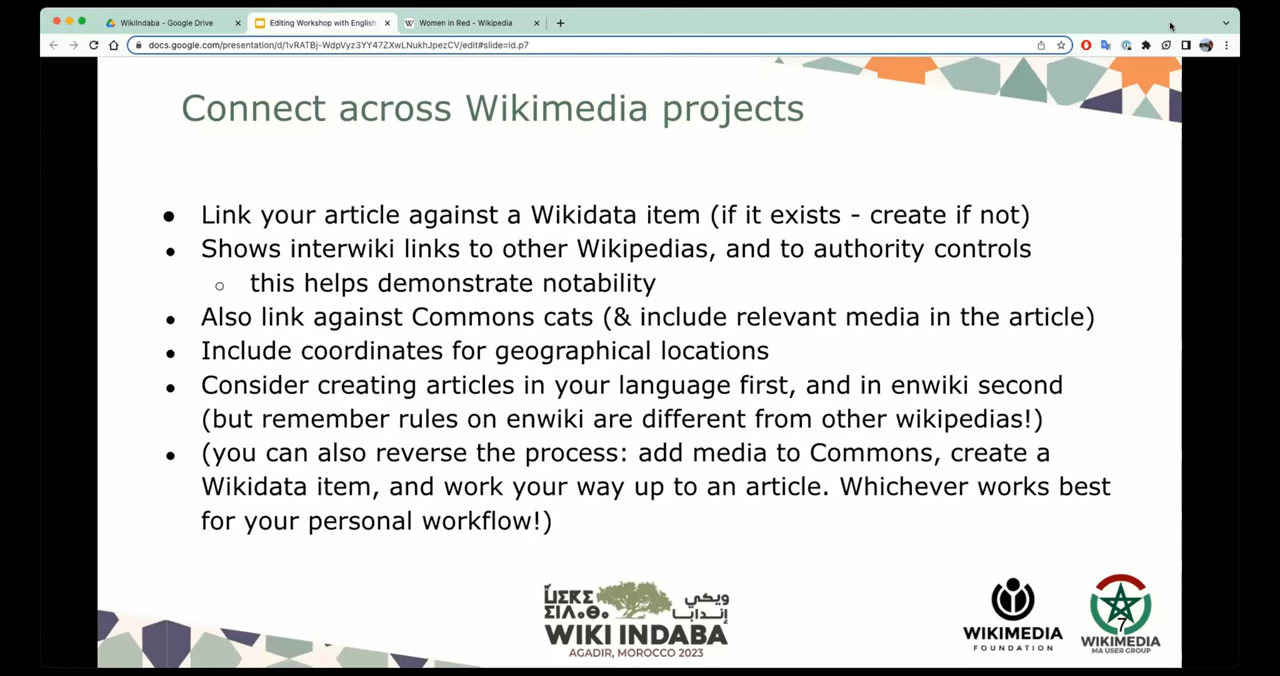 WikiIndaba - Google Drive
Editing Workshop with English
Women in Red - Wikipedia
docs.google.com/presentation/d/1vRATBj-WdpVyz3YY47ZXwLNukhJpezCV/edit#slide=id.p7
Connect across Wikimedia projects
● Link your article against a Wikidata item (if it exists - create if not)
● Shows interwiki links to other Wikipedias, and to authority controls
○ this helps demonstrate notability
● Also link against Commons cats (& include relevant media in the article)
● Include coordinates for geographical locations
● Consider creating articles in your language first, and in enwiki second
(but remember rules on enwiki are different from other wikipedias!)
● (you can also reverse the process: add media to Commons, create a
Wikidata item, and work your way up to an article. Whichever works best
for your personal workflow!)
ويكي
إندابا
WIKI INDABA
AGADIR, MOROCCO 2023
WIKIMEDIA
FOUNDATION
7
WIKIMEDIA
MA USER GROUP